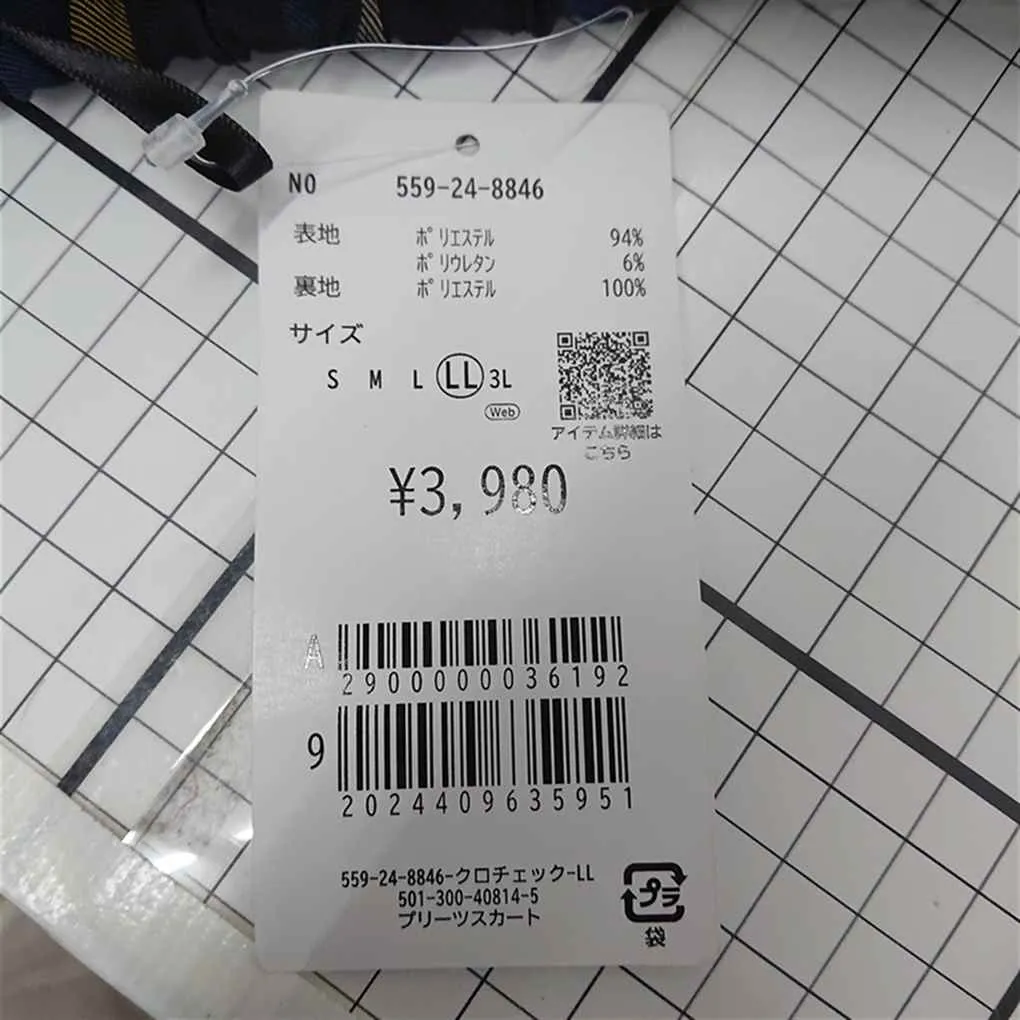 NO 559-24-8846
表地 ポリエステル 94%
ポリウレタン 6%
裏地 ポリエステル 100%
サイズ
S M L LL 3L
Web
アイテム詳細は
こちら
¥3,980
A
2900000036192
9
2024409635951
559-24-8846-クロチェック-LL
501-300-40814-5
プリーツスカート
プラ
袋